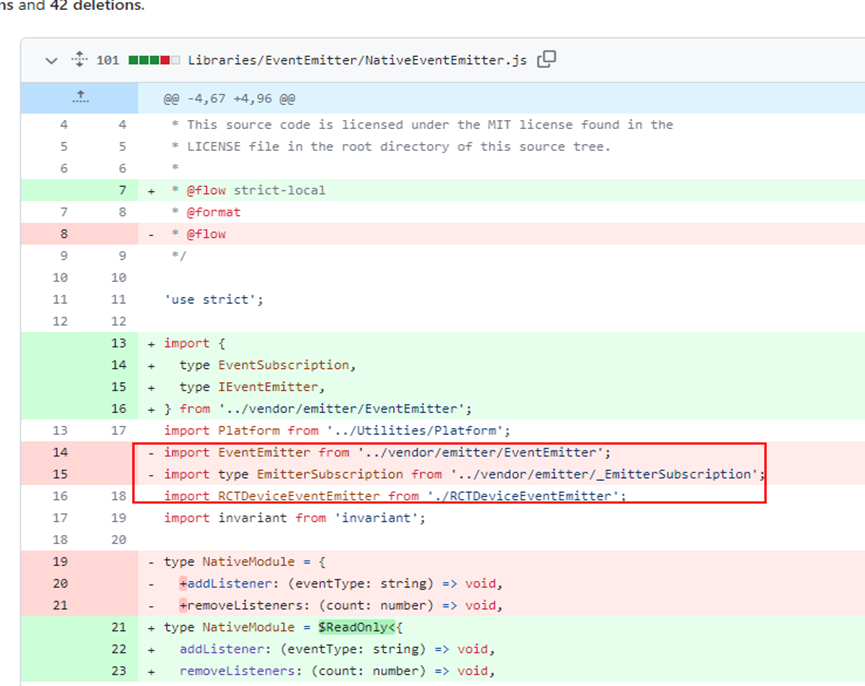 ns and 42 deletions.
101 Libraries/EventEmitter/NativeEventEmitter.js
@@ -4,67 +4,96 @@
4 4 * This source code is licensed under the MIT license found in the
5 5 * LICENSE file in the root directory of this source tree.
6 6 *
7 + * @flow strict-local
7 8 * @format
8 - * @flow
9 9 */
10 10
11 11 'use strict';
12 12
13 + import {
14 + type EventSubscription,
15 + type IEventEmitter,
16 + } from '../vendor/emitter/EventEmitter';
13 17 import Platform from '../Utilities/Platform';
14 - import EventEmitter from '../vendor/emitter/EventEmitter';
15 - import type EmitterSubscription from '../vendor/emitter/_EmitterSubscription';
16 18 import RCTDeviceEventEmitter from './RCTDeviceEventEmitter';
17 19 import invariant from 'invariant';
18 20
19 - type NativeModule = {
20 - +addListener: (eventType: string) => void,
21 - +removeListeners: (count: number) => void,
21 + type NativeModule = $ReadOnly<{
22 + addListener: (eventType: string) => void,
23 + removeListeners: (count: number) => void,